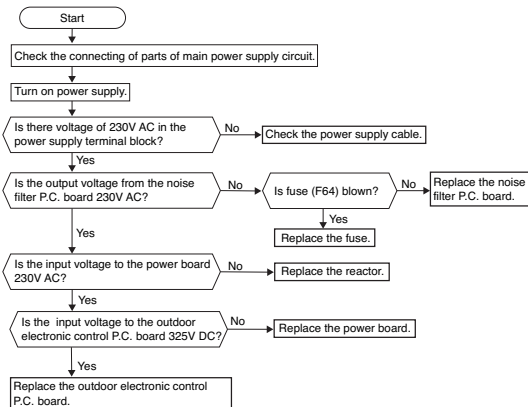 Start
Check the connecting of parts of main power supply circuit.
Turn on power supply.
Is there voltage of 230V AC in the
power supply terminal block?
No
Check the power supply cable.
Yes
Is the output voltage from the noise
filter P.C. board 230V AC?
No
Is fuse (F64) blown?
No
Replace the noise
filter P.C. board.
Yes
Replace the fuse.
Yes
Is the input voltage to the power board
230V AC?
No
Replace the reactor.
Yes
Is the input voltage to the outdoor
electronic control P.C. board 325V DC?
No
Replace the power board.
Yes
Replace the outdoor electronic control
P.C. board.